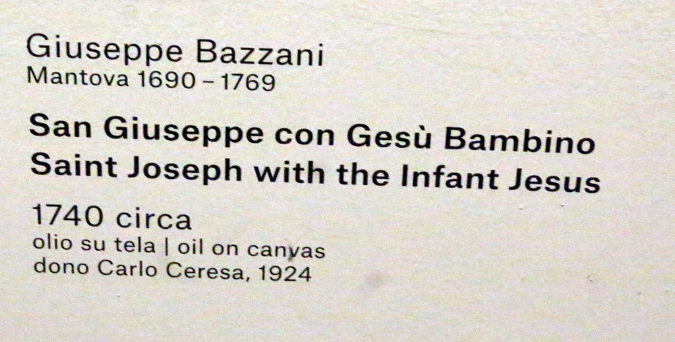 Giuseppe Bazzani
Mantova 1690 – 1769
San Giuseppe con Gesù Bambino
Saint Joseph with the Infant Jesus
1740 circa
olio su tela | oil on canvas
dono Carlo Ceresa, 1924